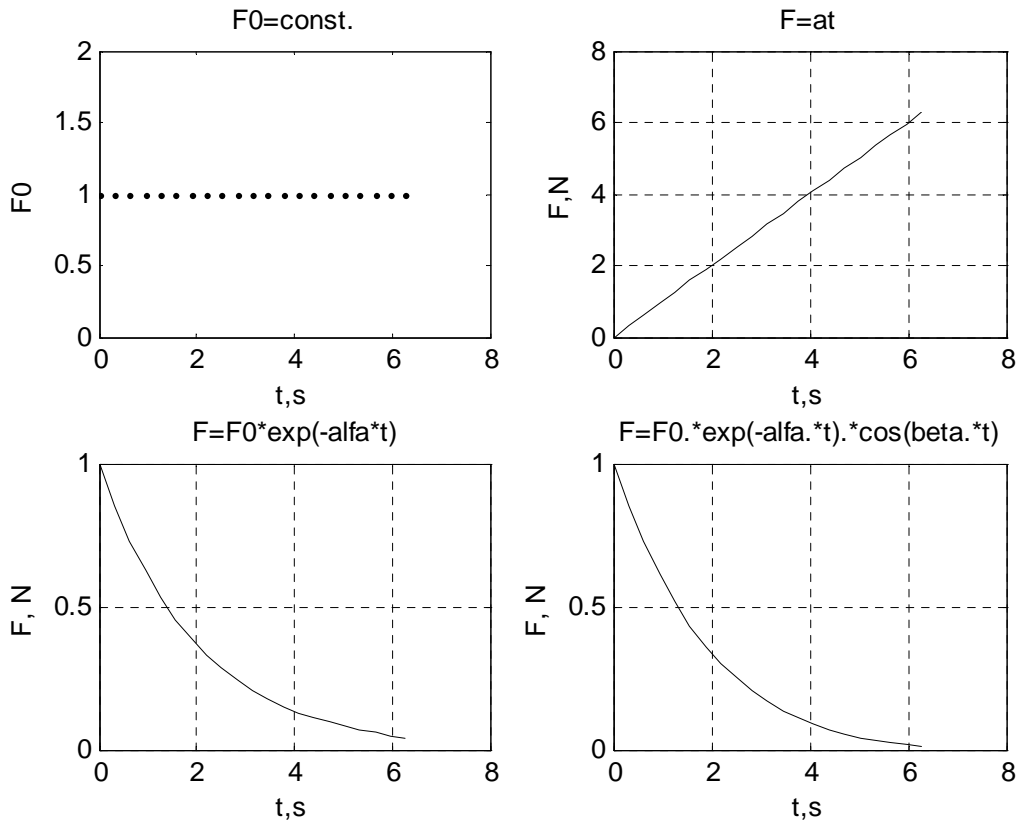 F0=const.
2
1.5
1
0.5
0
F0
0 2 4 6 8
t,s
F=at
8
6
4
2
0
F,N
0 2 4 6 8
t,s
F=F0*exp(-alfa*t)
1
0.5
0
F, N
0 2 4 6 8
t,s
F=F0.*exp(-alfa.*t).*cos(beta.*t)
1
0.5
0
F, N
0 2 4 6 8
t,s